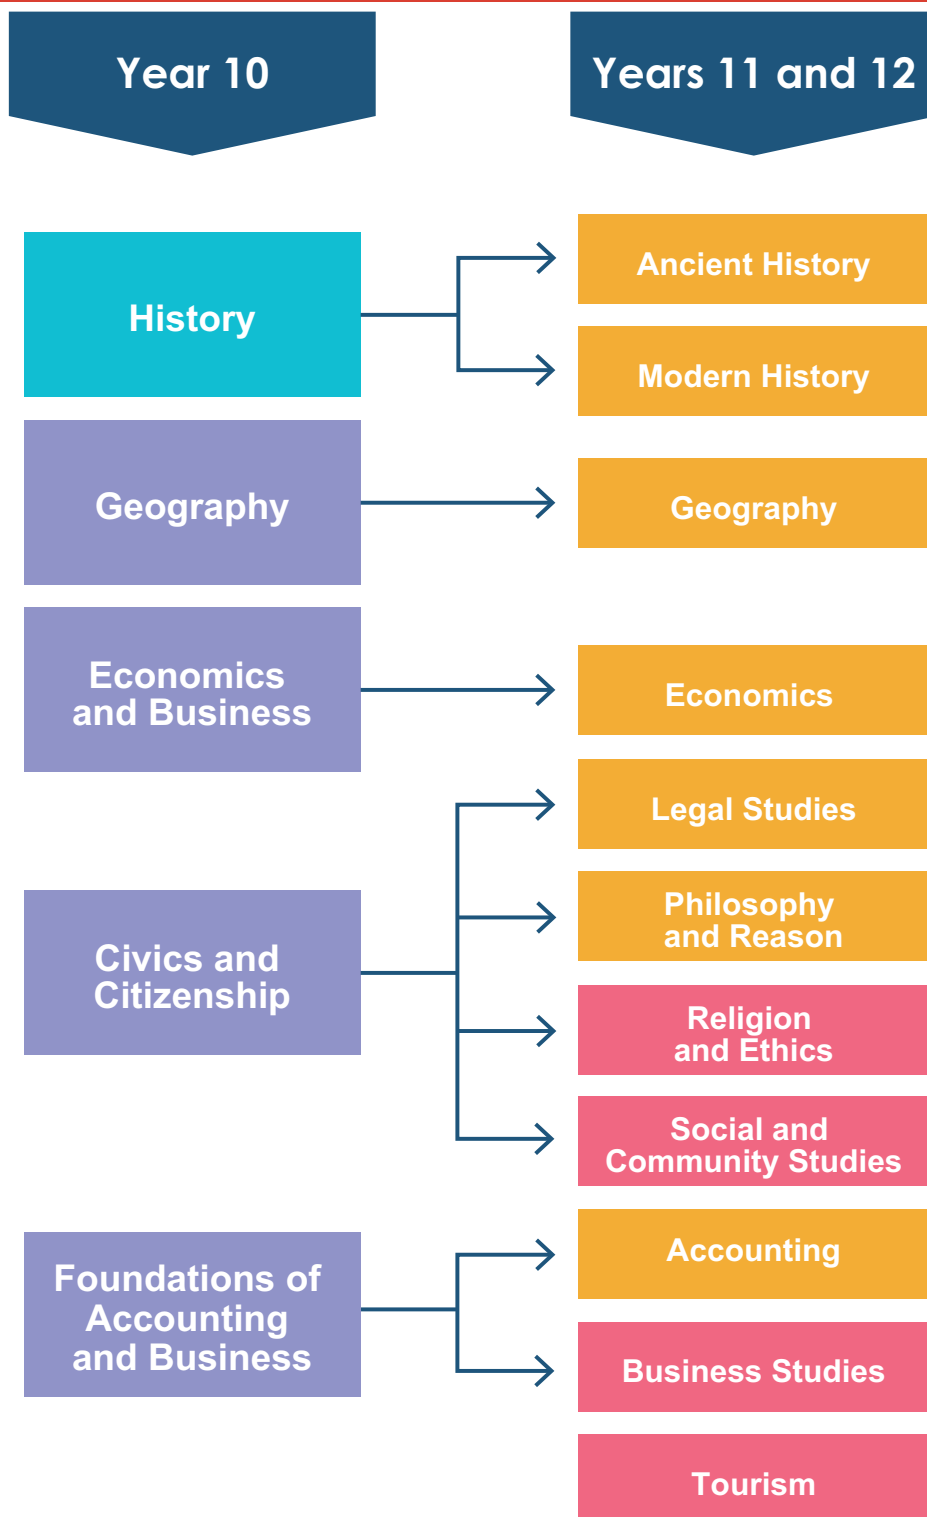 Year 10
Years 11 and 12
History
Ancient History
Modern History
Geography
Geography
Economics
and Business
Economics
Civics and
Citizenship
Legal Studies
Philosophy
and Reason
Religion
and Ethics
Social and
Community Studies
Foundations of
Accounting
and Business
Accounting
Business Studies
Tourism